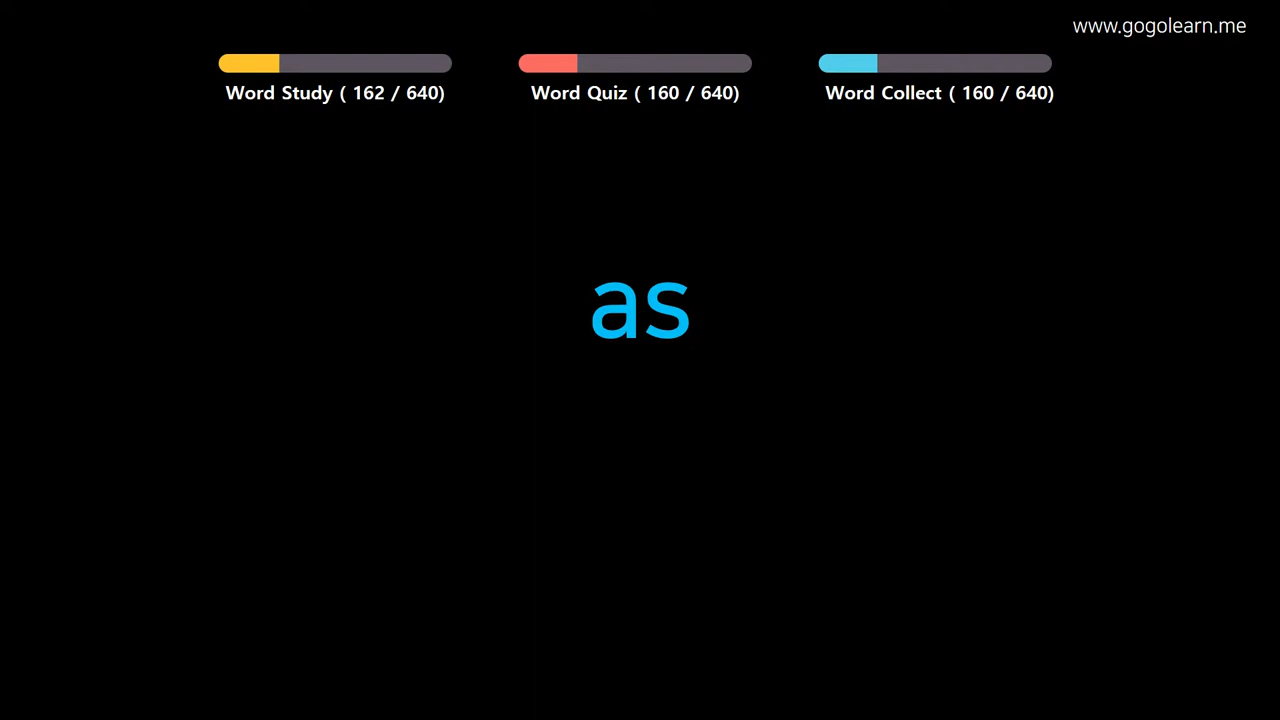 www.gogolearn.me
Word Study ( 162 / 640)
Word Quiz ( 160 / 640)
Word Collect ( 160 / 640)
as